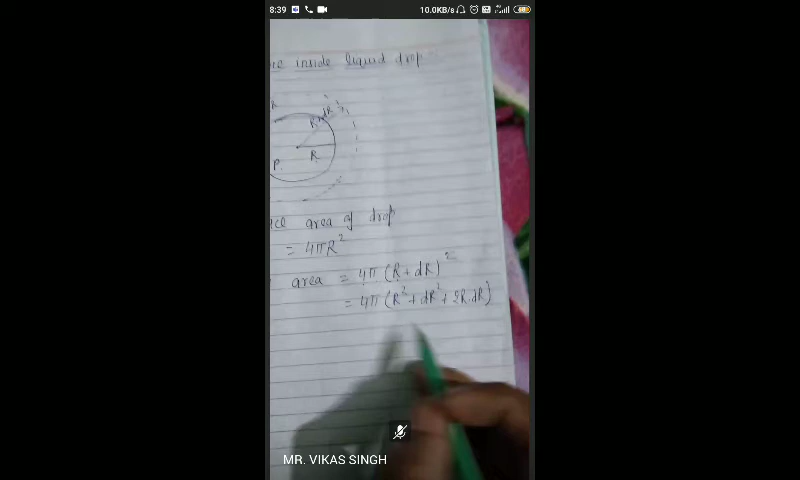 8:39 10.0KB/s
inside liquid drop
R+dR
R
P.
area of drop
= 4πR²
area = 4π (R+dR)²
= 4π (R²+dR²+2R.dR)
MR. VIKAS SINGH